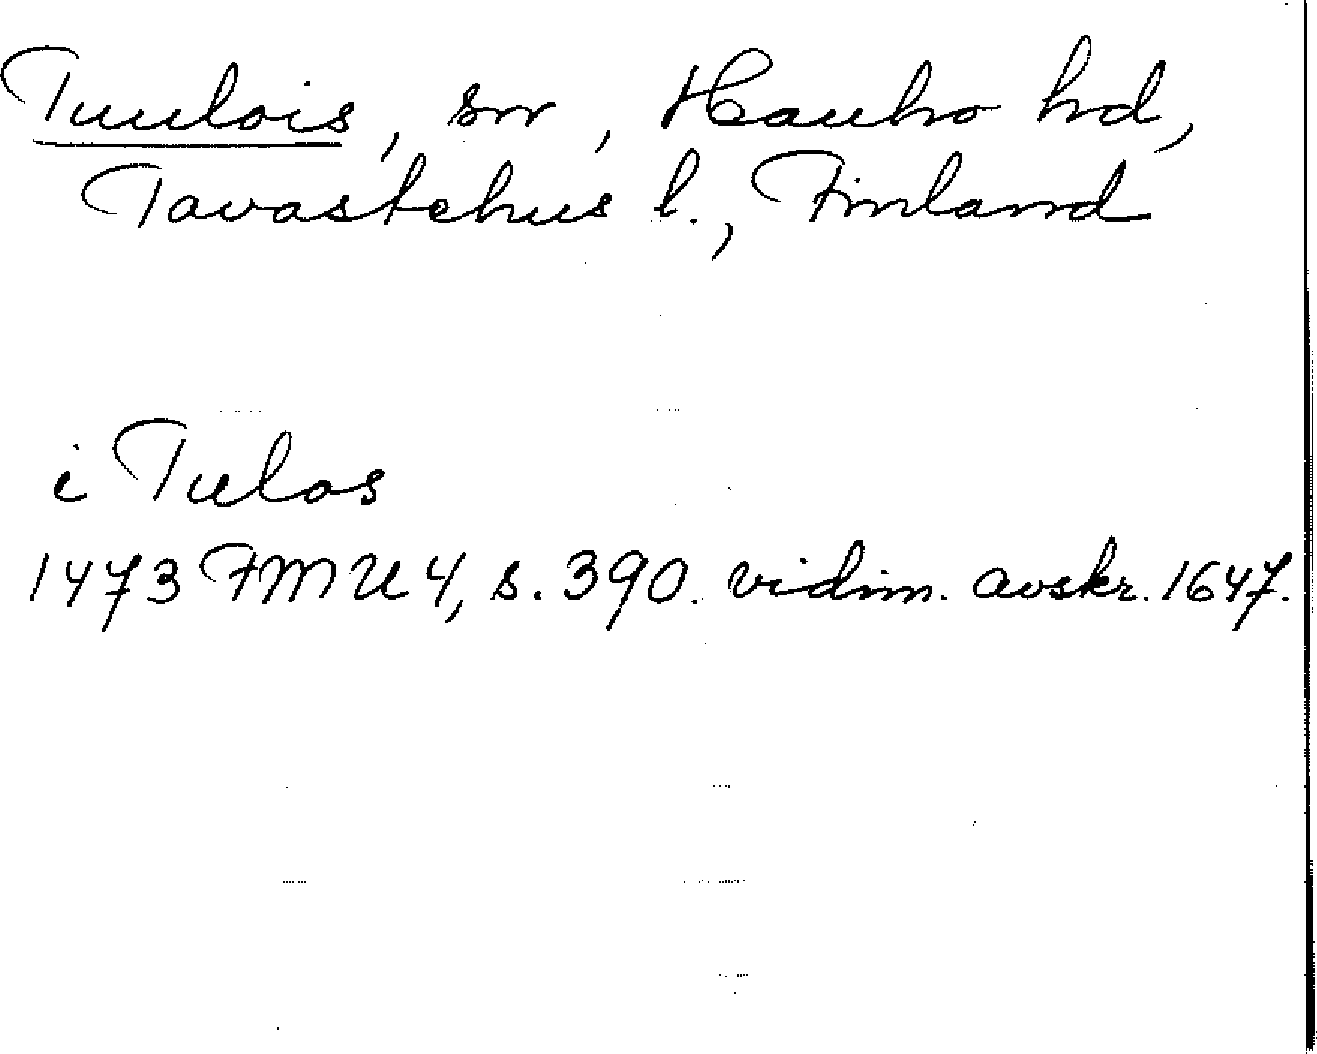 Tuulois, sn, Hauho hd,
Tavastehus l., Finland
i Tulos
1473 FMU 4, s. 390. vidim. avskr. 1647.